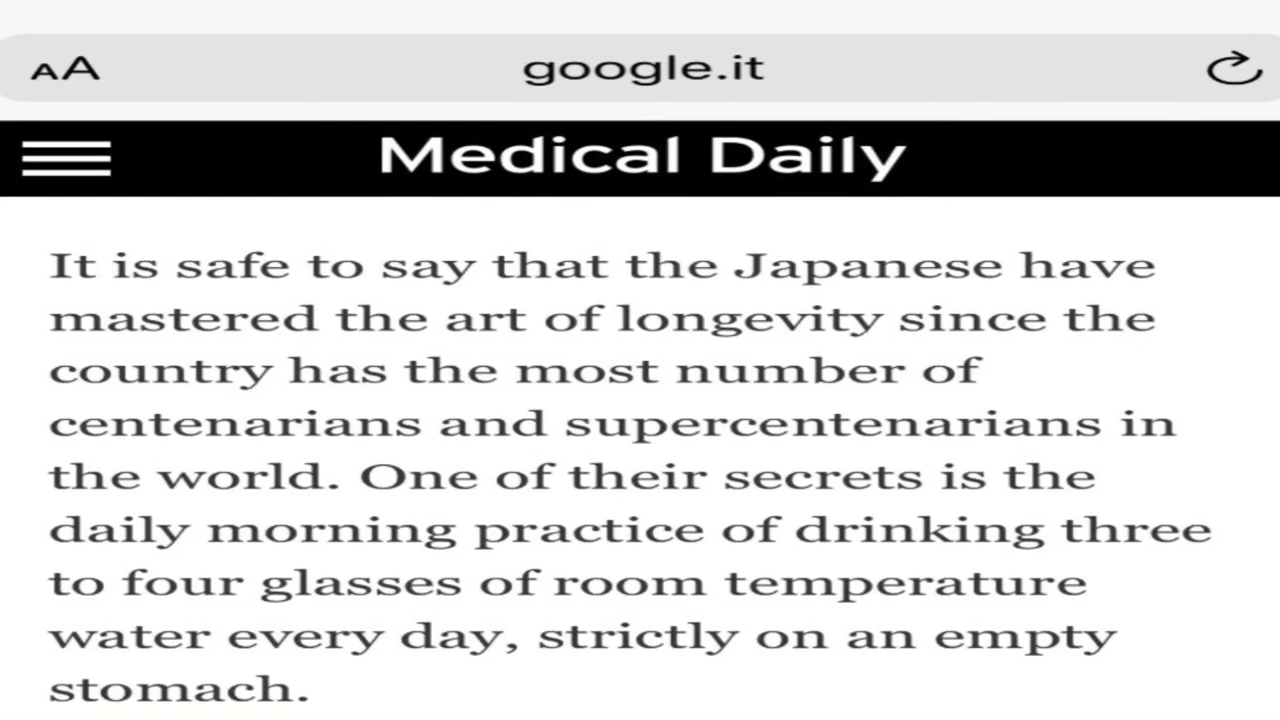 AA google.it
Medical Daily
It is safe to say that the Japanese have
mastered the art of longevity since the
country has the most number of
centenarians and supercentenarians in
the world. One of their secrets is the
daily morning practice of drinking three
to four glasses of room temperature
water every day, strictly on an empty
stomach.